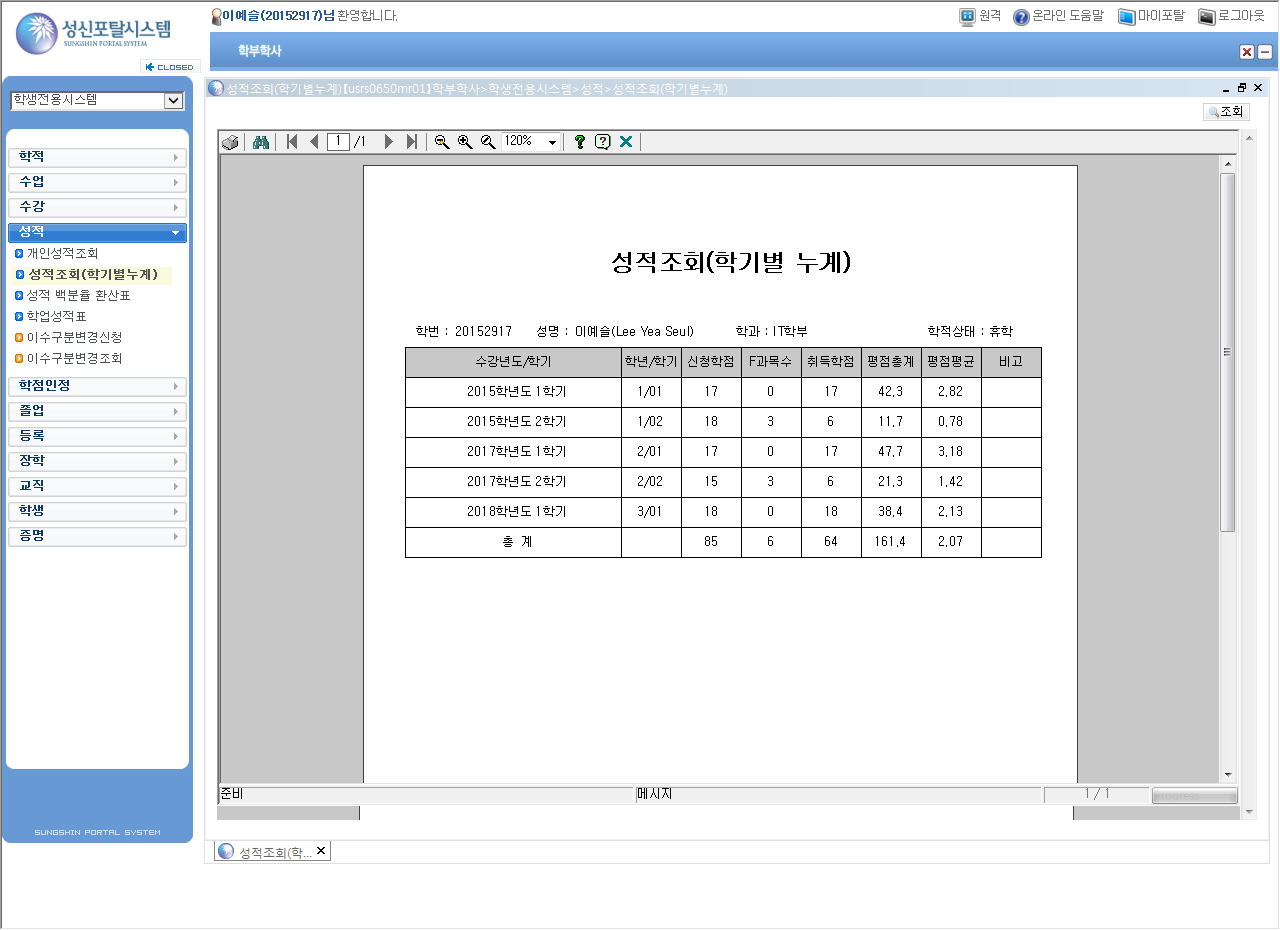 이예슬(20152917)님 환영합니다.
원격 온라인 도움말 마이포탈 로그아웃
성신포탈시스템
SUNGSHIN PORTAL SYSTEM
CLOSED
학부학사
학생전용시스템
성적조회(학기별누계)[usrs0650mr01]학부학사>학생전용시스템>성적>성적조회(학기별누계)
조회
1 /1 120%
학적
수업
수강
성적
개인성적조회
성적조회(학기별누계)
성적 백분율 환산표
학업성적표
이수구분변경신청
이수구분변경조회
학점인정
졸업
등록
장학
교직
학생
증명
SUNGSHIN PORTAL SYSTEM
성적조회(학기별 누계)
학번 : 20152917 성명 : 이예슬(Lee Yea Seul) 학과 : IT학부 학적상태 : 휴학
수강년도/학기 학년/학기 신청학점 F과목수 취득학점 평점총계 평점평균 비고
2015학년도 1학기 1/01 17 0 17 42.3 2.82
2015학년도 2학기 1/02 18 3 6 11.7 0.78
2017학년도 1학기 2/01 17 0 17 47.7 3.18
2017학년도 2학기 2/02 15 3 6 21.3 1.42
2018학년도 1학기 3/01 18 0 18 38.4 2.13
총 계 85 6 64 161.4 2.07
준비 메시지 1 / 1
성적조회(학...